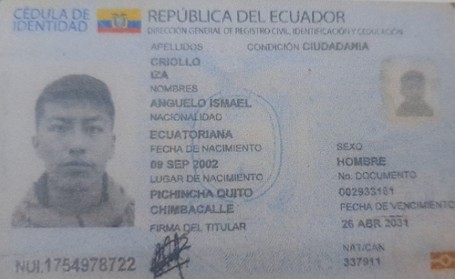 CÉDULA DE
IDENTIDAD
REPÚBLICA DEL ECUADOR
DIRECCIÓN GENERAL DE REGISTRO CIVIL, IDENTIFICACIÓN Y CEDULACIÓN
APELLIDOS CONDICIÓN CIUDADANÍA
CRIOLLO
IZA
NOMBRES
ANGUELO ISMAEL
NACIONALIDAD
ECUATORIANA
FECHA DE NACIMIENTO
09 SEP 2002
LUGAR DE NACIMIENTO
PICHINCHA QUITO
CHIMBACALLE
FIRMA DEL TITULAR
SEXO
HOMBRE
No. DOCUMENTO
002933181
FECHA DE VENCIMIENTO
26 ABR 2031
NAT/CAN
337911
NUI.1754978722